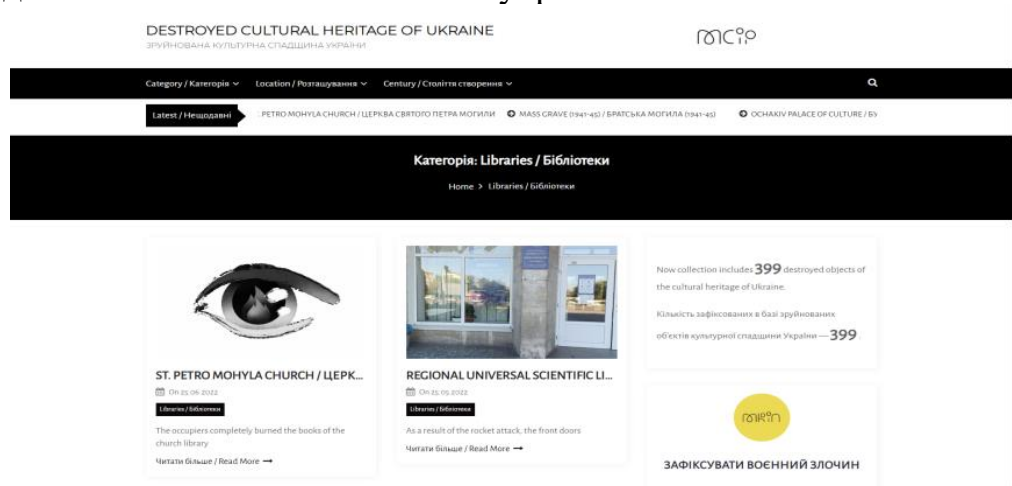 DESTROYED CULTURAL HERITAGE OF UKRAINE
ЗРУЙНОВАНА КУЛЬТУРНА СПАДЩИНА УКРАЇНИ
Category / Категорія
Location / Розташування
Century / Століття створення
Latest / Нещодавні
PETRO MOHYLA CHURCH / ЦЕРКВА СВЯТОГО ПЕТРА МОГИЛИ
MASS GRAVE (1941-45) / БРАТСЬКА МОГИЛА (1941-45)
OCHAKIV PALACE OF CULTURE / БУ
Категорія: Libraries / Бібліотеки
Home > Libraries / Бібліотеки
ST. PETRO MOHYLA CHURCH / ЦЕРК...
Libraries / Бібліотеки
The occupiers completely burned the books of the
church library
Читати більше / Read More →
REGIONAL UNIVERSAL SCIENTIFIC LI...
Libraries / Бібліотеки
As a result of the rocket attack, the front doors
Читати більше / Read More →
Now collection includes 399 destroyed objects of
the cultural heritage of Ukraine.
Кількість зафіксованих в базі зруйнованих
об'єктів культурної спадщини України — 399 .
ЗАФІКСУВАТИ ВОЄННИЙ ЗЛОЧИН